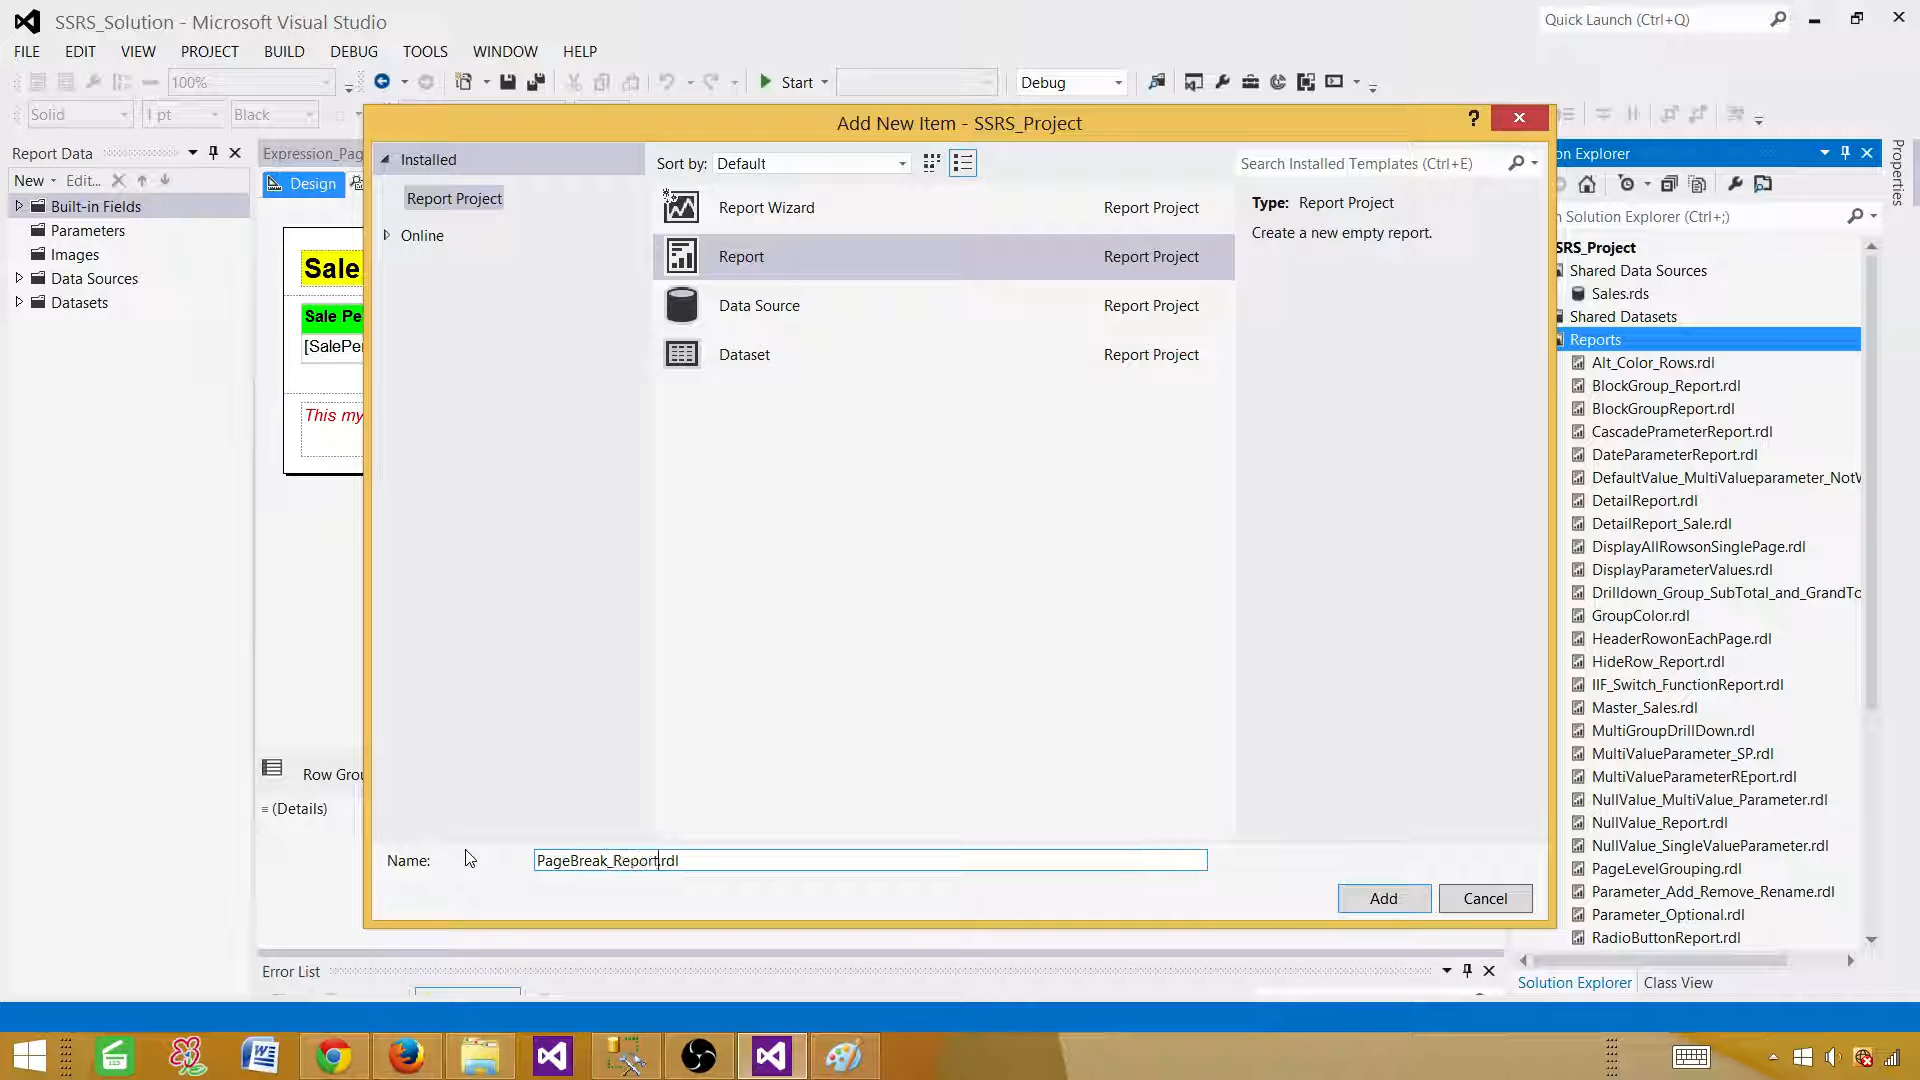 SSRS_Solution - Microsoft Visual Studio
Quick Launch (Ctrl+Q)
FILE EDIT VIEW PROJECT BUILD DEBUG TOOLS WINDOW HELP
100%
Start
Debug
Solid
1 pt
Black
Add New Item - SSRS_Project
?
Report Data
New
Edit...
Built-in Fields
Parameters
Images
Data Sources
Datasets
Expression_Pag
Design
Sale
Sale Pe
[SalePer
This my
Row Grou
(Details)
Error List
Installed
Report Project
Online
Sort by: Default
Search Installed Templates (Ctrl+E)
Report Wizard Report Project
Report Report Project
Data Source Report Project
Dataset Report Project
Type: Report Project
Create a new empty report.
Name: PageBreak_Report.rdl
Add
Cancel
n Explorer
n Solution Explorer (Ctrl+;)
SRS_Project
Shared Data Sources
Sales.rds
Shared Datasets
Reports
Alt_Color_Rows.rdl
BlockGroup_Report.rdl
BlockGroupReport.rdl
CascadePrameterReport.rdl
DateParameterReport.rdl
DefaultValue_MultiValueparameter_NotV
DetailReport.rdl
DetailReport_Sale.rdl
DisplayAllRowsonSinglePage.rdl
DisplayParameterValues.rdl
Drilldown_Group_SubTotal_and_GrandTo
GroupColor.rdl
HeaderRowonEachPage.rdl
HideRow_Report.rdl
IIF_Switch_FunctionReport.rdl
Master_Sales.rdl
MultiGroupDrillDown.rdl
MultiValueParameter_SP.rdl
MultiValueParameterREport.rdl
NullValue_MultiValue_Parameter.rdl
NullValue_Report.rdl
NullValue_SingleValueParameter.rdl
PageLevelGrouping.rdl
Parameter_Add_Remove_Rename.rdl
Parameter_Optional.rdl
RadioButtonReport.rdl
Solution Explorer
Class View
Properties